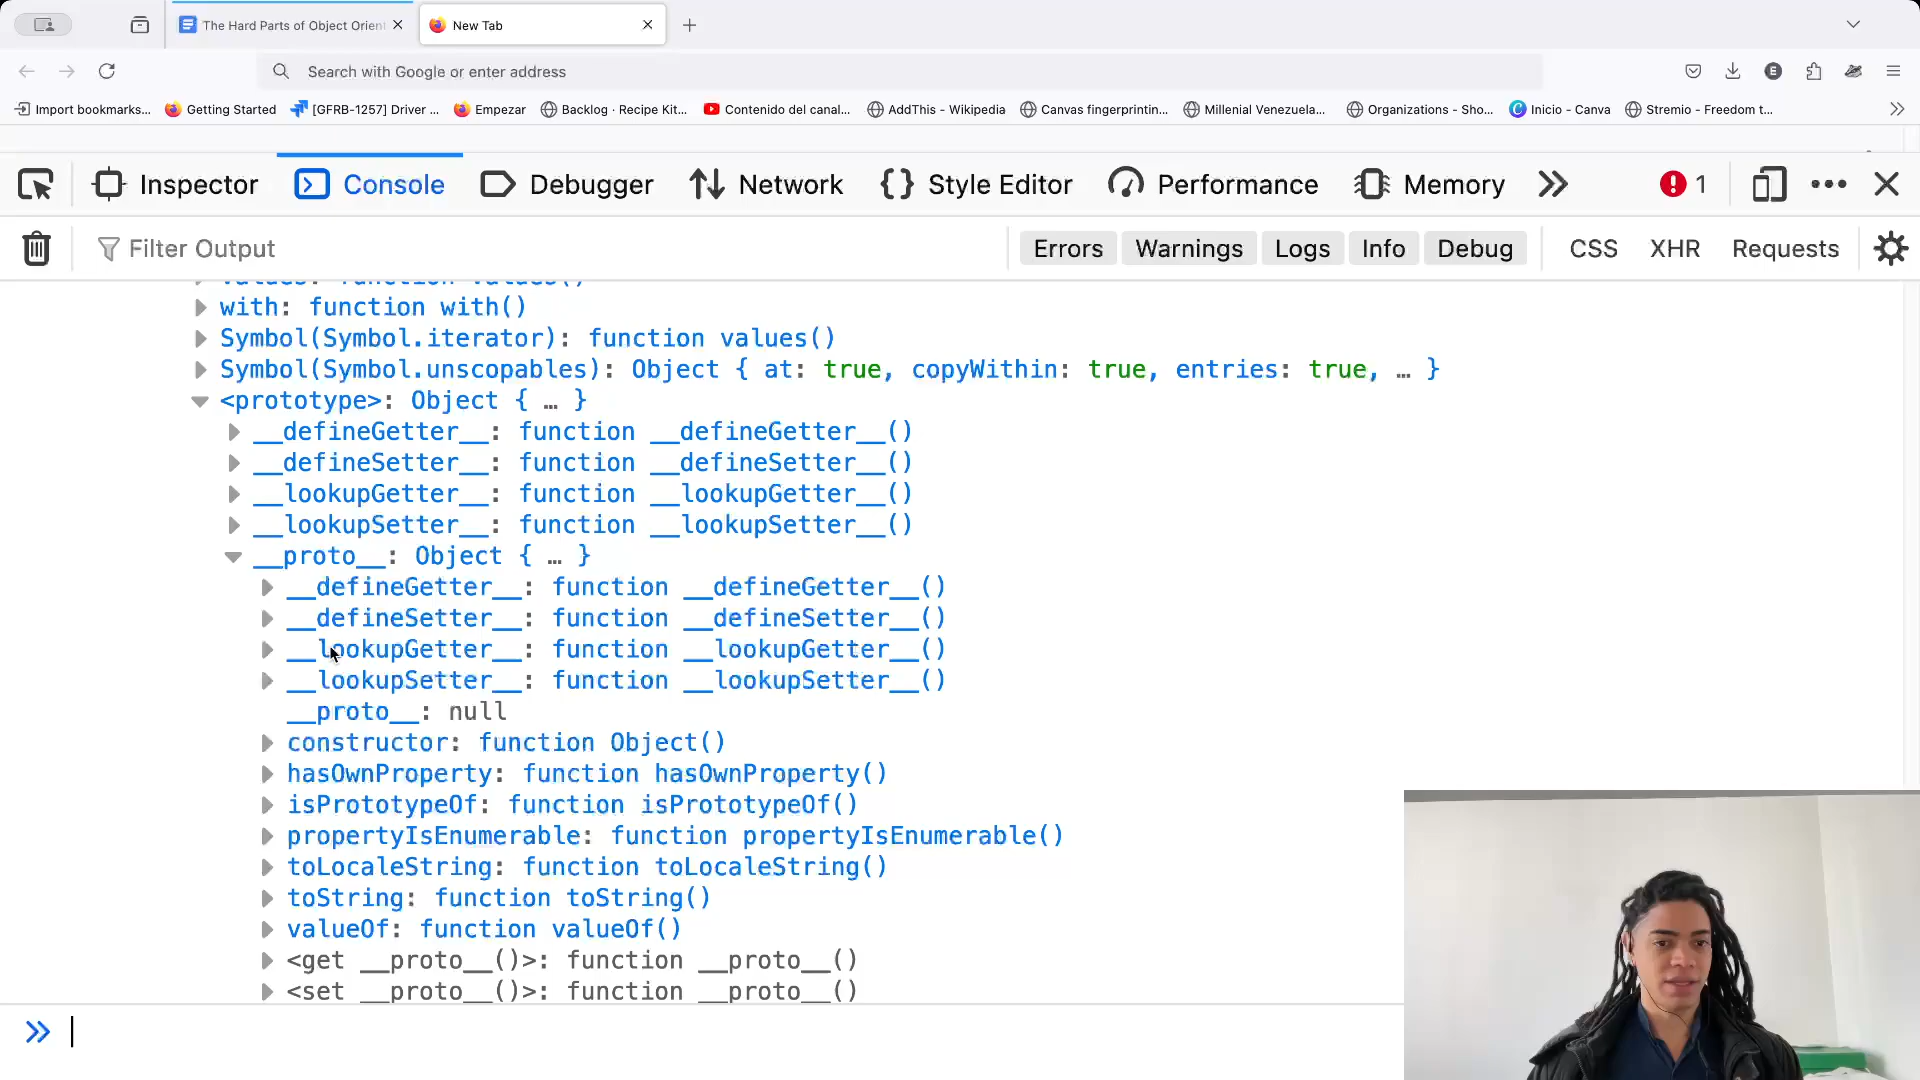 The Hard Parts of Object Orient
New Tab
Search with Google or enter address
E
Import bookmarks...
Getting Started
[GFRB-1257] Driver ...
Empezar
Backlog · Recipe Kit...
Contenido del canal...
AddThis - Wikipedia
Canvas fingerprintin...
Millenial Venezuela...
Organizations - Sho...
Inicio - Canva
Stremio - Freedom t...
Inspector
Console
Debugger
Network
Style Editor
Performance
Memory
1
Filter Output
Errors
Warnings
Logs
Info
Debug
CSS
XHR
Requests
values: function values()
with: function with()
Symbol(Symbol.iterator): function values()
Symbol(Symbol.unscopables): Object { at: true, copyWithin: true, entries: true, … }
<prototype>: Object { … }
__defineGetter__: function __defineGetter__()
__defineSetter__: function __defineSetter__()
__lookupGetter__: function __lookupGetter__()
__lookupSetter__: function __lookupSetter__()
__proto__: Object { … }
__defineGetter__: function __defineGetter__()
__defineSetter__: function __defineSetter__()
__lookupGetter__: function __lookupGetter__()
__lookupSetter__: function __lookupSetter__()
__proto__: null
constructor: function Object()
hasOwnProperty: function hasOwnProperty()
isPrototypeOf: function isPrototypeOf()
propertyIsEnumerable: function propertyIsEnumerable()
toLocaleString: function toLocaleString()
toString: function toString()
valueOf: function valueOf()
<get __proto__()>: function __proto__()
<set __proto__()>: function __proto__()